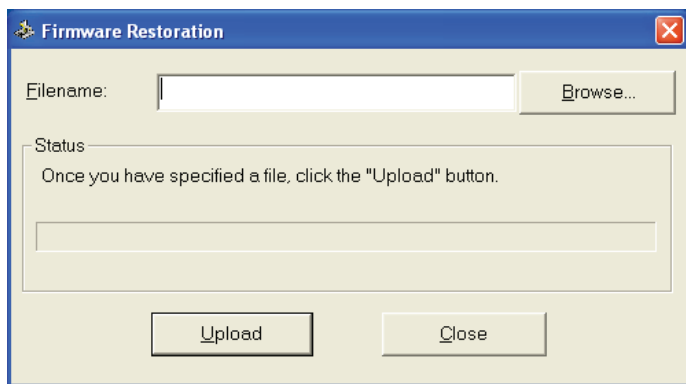 Firmware Restoration
Filename:
Browse...
Status
Once you have specified a file, click the "Upload" button.
Upload
Close